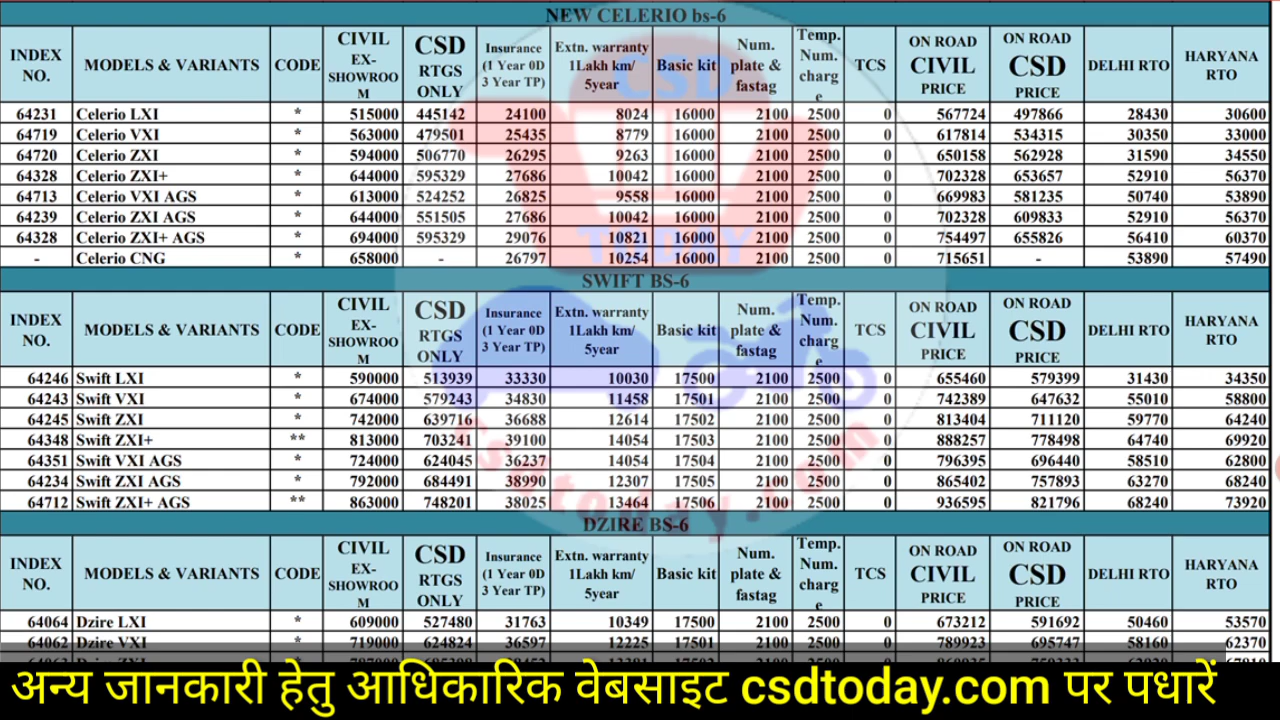 NEW CELERIO bs-6
INDEX NO. MODELS & VARIANTS CODE CIVIL EX-SHOWROO M CSD RTGS ONLY Insurance (1 Year 0D 3 Year TP) Extn. warranty 1Lakh km/ 5year Basic kit Num. plate & fastag Temp. Num. charg e TCS ON ROAD CIVIL PRICE ON ROAD CSD PRICE DELHI RTO HARYANA RTO
64231 Celerio LXI * 515000 445142 24100 8024 16000 2100 2500 0 567724 497866 28430 30600
64719 Celerio VXI * 563000 479501 25435 8779 16000 2100 2500 0 617814 534315 30350 33000
64720 Celerio ZXI * 594000 506770 26295 9263 16000 2100 2500 0 650158 562928 31590 34550
64328 Celerio ZXI+ * 644000 595329 27686 10042 16000 2100 2500 0 702328 653657 52910 56370
64713 Celerio VXI AGS * 613000 524252 26825 9558 16000 2100 2500 0 669983 581235 50740 53890
64239 Celerio ZXI AGS * 644000 551505 27686 10042 16000 2100 2500 0 702328 609833 52910 56370
64328 Celerio ZXI+ AGS * 694000 595329 29076 10821 16000 2100 2500 0 754497 655826 56410 60370
- Celerio CNG * 658000 - 26797 10254 16000 2100 2500 0 715651 - 53890 57490
SWIFT BS-6
INDEX NO. MODELS & VARIANTS CODE CIVIL EX-SHOWROO M CSD RTGS ONLY Insurance (1 Year 0D 3 Year TP) Extn. warranty 1Lakh km/ 5year Basic kit Num. plate & fastag Temp. Num. charg e TCS ON ROAD CIVIL PRICE ON ROAD CSD PRICE DELHI RTO HARYANA RTO
64246 Swift LXI * 590000 513939 33330 10030 17500 2100 2500 0 655460 579399 31430 34350
64243 Swift VXI * 674000 579243 34830 11458 17501 2100 2500 0 742389 647632 55010 58800
64245 Swift ZXI * 742000 639716 36688 12614 17502 2100 2500 0 813404 711120 59770 64240
64348 Swift ZXI+ ** 813000 703241 39100 14054 17503 2100 2500 0 888257 778498 64740 69920
64351 Swift VXI AGS * 724000 624045 36237 14054 17504 2100 2500 0 796395 696440 58510 62800
64234 Swift ZXI AGS * 792000 684491 38990 12307 17505 2100 2500 0 865402 757893 63270 68240
64712 Swift ZXI+ AGS ** 863000 748201 38025 13464 17506 2100 2500 0 936595 821796 68240 73920
DZIRE BS-6
INDEX NO. MODELS & VARIANTS CODE CIVIL EX-SHOWROO M CSD RTGS ONLY Insurance (1 Year 0D 3 Year TP) Extn. warranty 1Lakh km/ 5year Basic kit Num. plate & fastag Temp. Num. charg e TCS ON ROAD CIVIL PRICE ON ROAD CSD PRICE DELHI RTO HARYANA RTO
64064 Dzire LXI * 609000 527480 31763 10349 17500 2100 2500 0 673212 591692 50460 53570
64062 Dzire VXI * 719000 624824 36597 12225 17501 2100 2500 0 789923 695747 58160 62370
CSD TODAY
csdtoday.com
अन्य जानकारी हेतु आधिकारिक वेबसाइट csdtoday.com पर पधारें